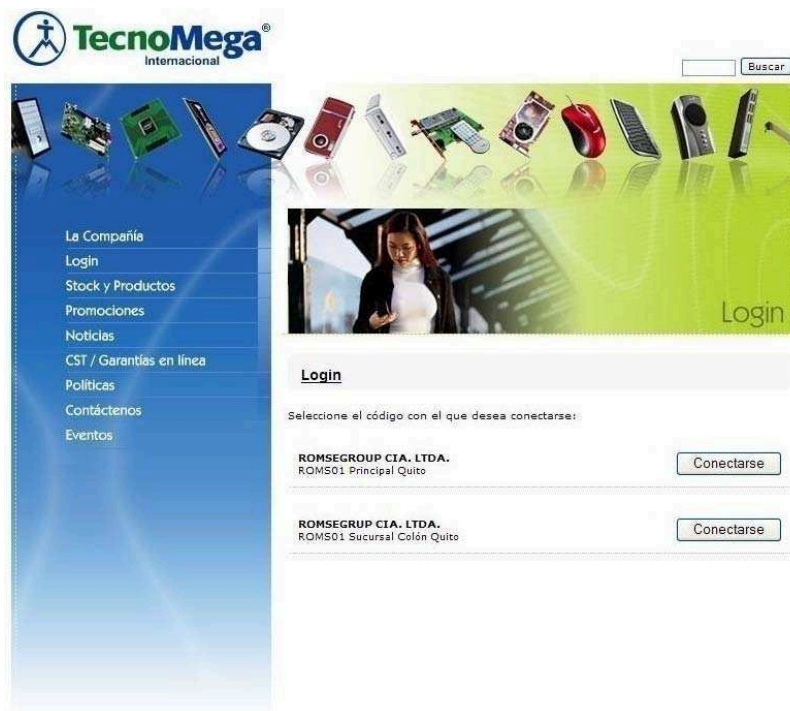 TecnoMega®
Internacional
Buscar
La Compañía
Login
Stock y Productos
Promociones
Noticias
CST / Garantías en línea
Políticas
Contáctenos
Eventos
Login
Login
Seleccione el código con el que desea conectarse:
ROMSEGROUP CIA. LTDA.
ROMS01 Principal Quito
Conectarse
ROMSEGRUP CIA. LTDA.
ROMS01 Sucursal Colón Quito
Conectarse